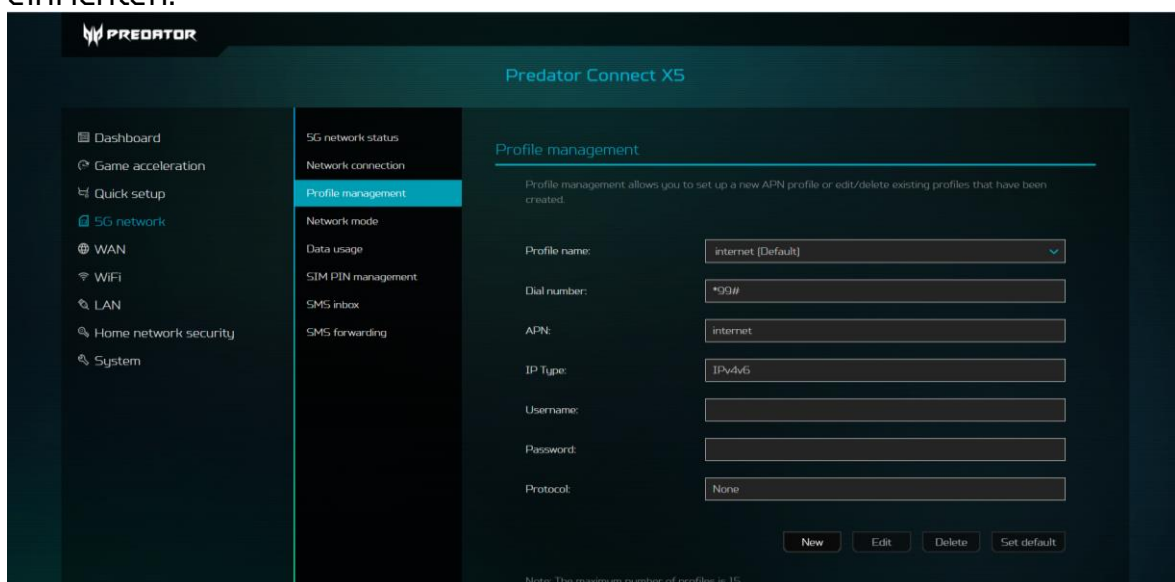 einrichten.
PREDATOR
Predator Connect X5
Dashboard
Game acceleration
Quick setup
5G network
WAN
WiFi
LAN
Home network security
System
5G network status
Network connection
Profile management
Network mode
Data usage
SIM PIN management
SMS inbox
SMS forwarding
Profile management
Profile management allows you to set up a new APN profile or edit/delete existing profiles that have been
created.
Profile name: internet (Default)
Dial number: *99#
APN: internet
IP Type: IPv4v6
Username:
Password:
Protocol: None
New Edit Delete Set default
Note: The maximum number of profiles is 15